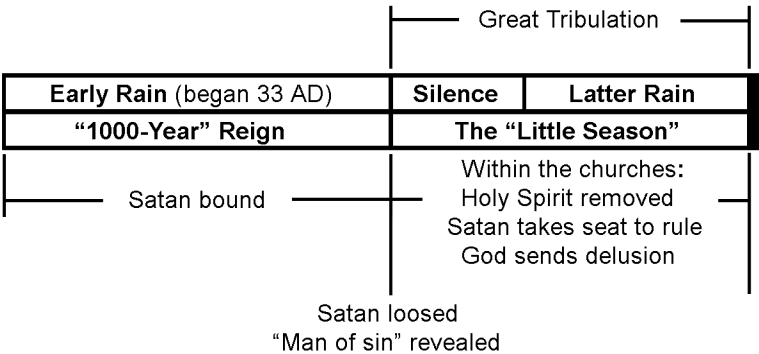 Great Tribulation
Early Rain (began 33 AD) Silence Latter Rain
“1000-Year” Reign The “Little Season”
Within the churches:
Satan bound Holy Spirit removed
Satan takes seat to rule
God sends delusion
Satan loosed
“Man of sin” revealed